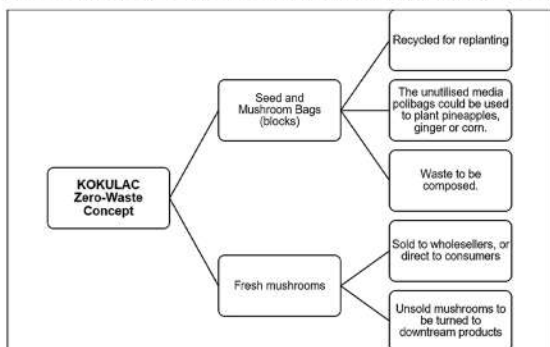 KOKULAC
Zero-Waste
Concept
Seed and
Mushroom Bags
(blocks)
Recycled for replanting
The unutilised media
polibags could be used
to plant pineapples,
ginger or corn.
Waste to be
composed.
Fresh mushrooms
Sold to wholesellers, or
direct to consumers
Unsold mushrooms to
be turned to
downtream products